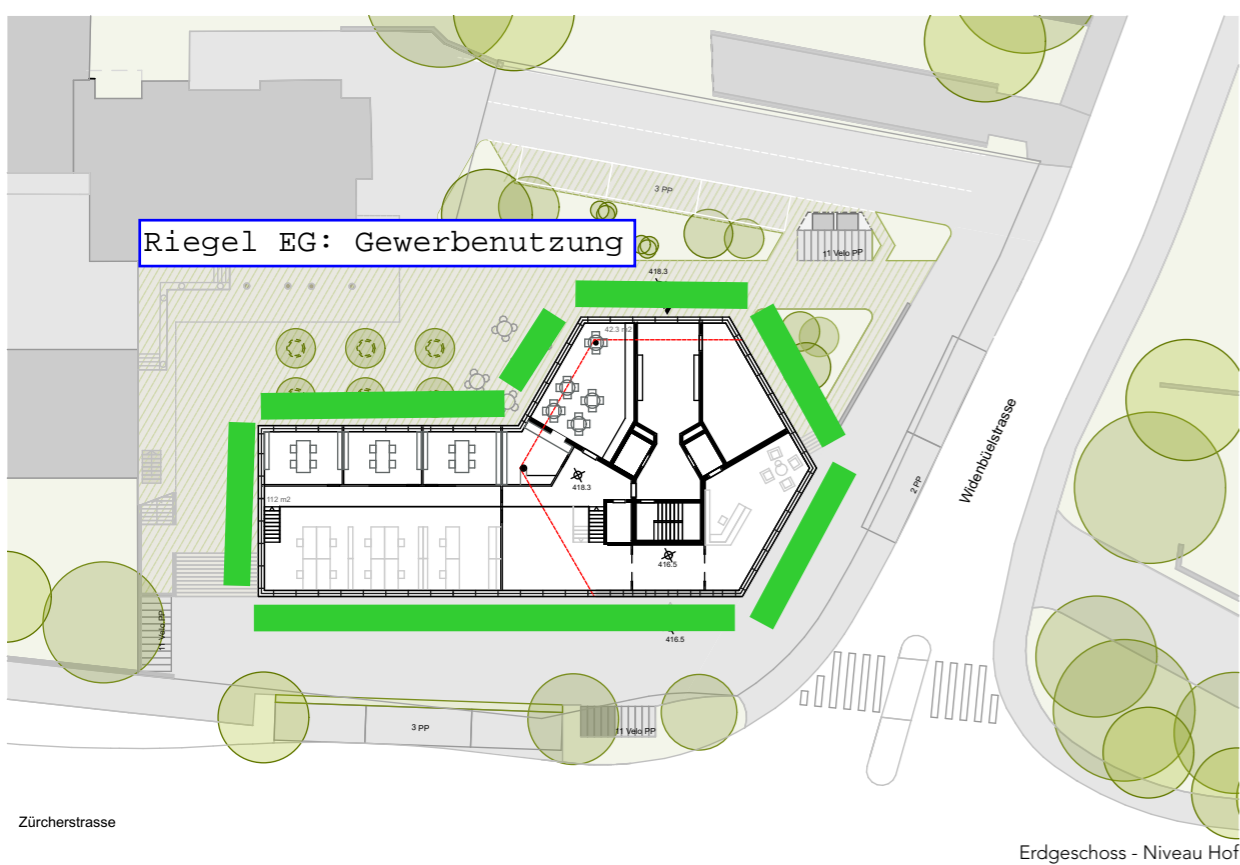 3 PP
Riegel EG: Gewerbenutzung
11 Velo PP
418.3
42.3 m2
Widenbüelstrasse
2 PP
418.3
112 m2
416.5
11 Velo PP
416.5
3 PP
11 Velo PP
Zürcherstrasse
Erdgeschoss - Niveau Hof